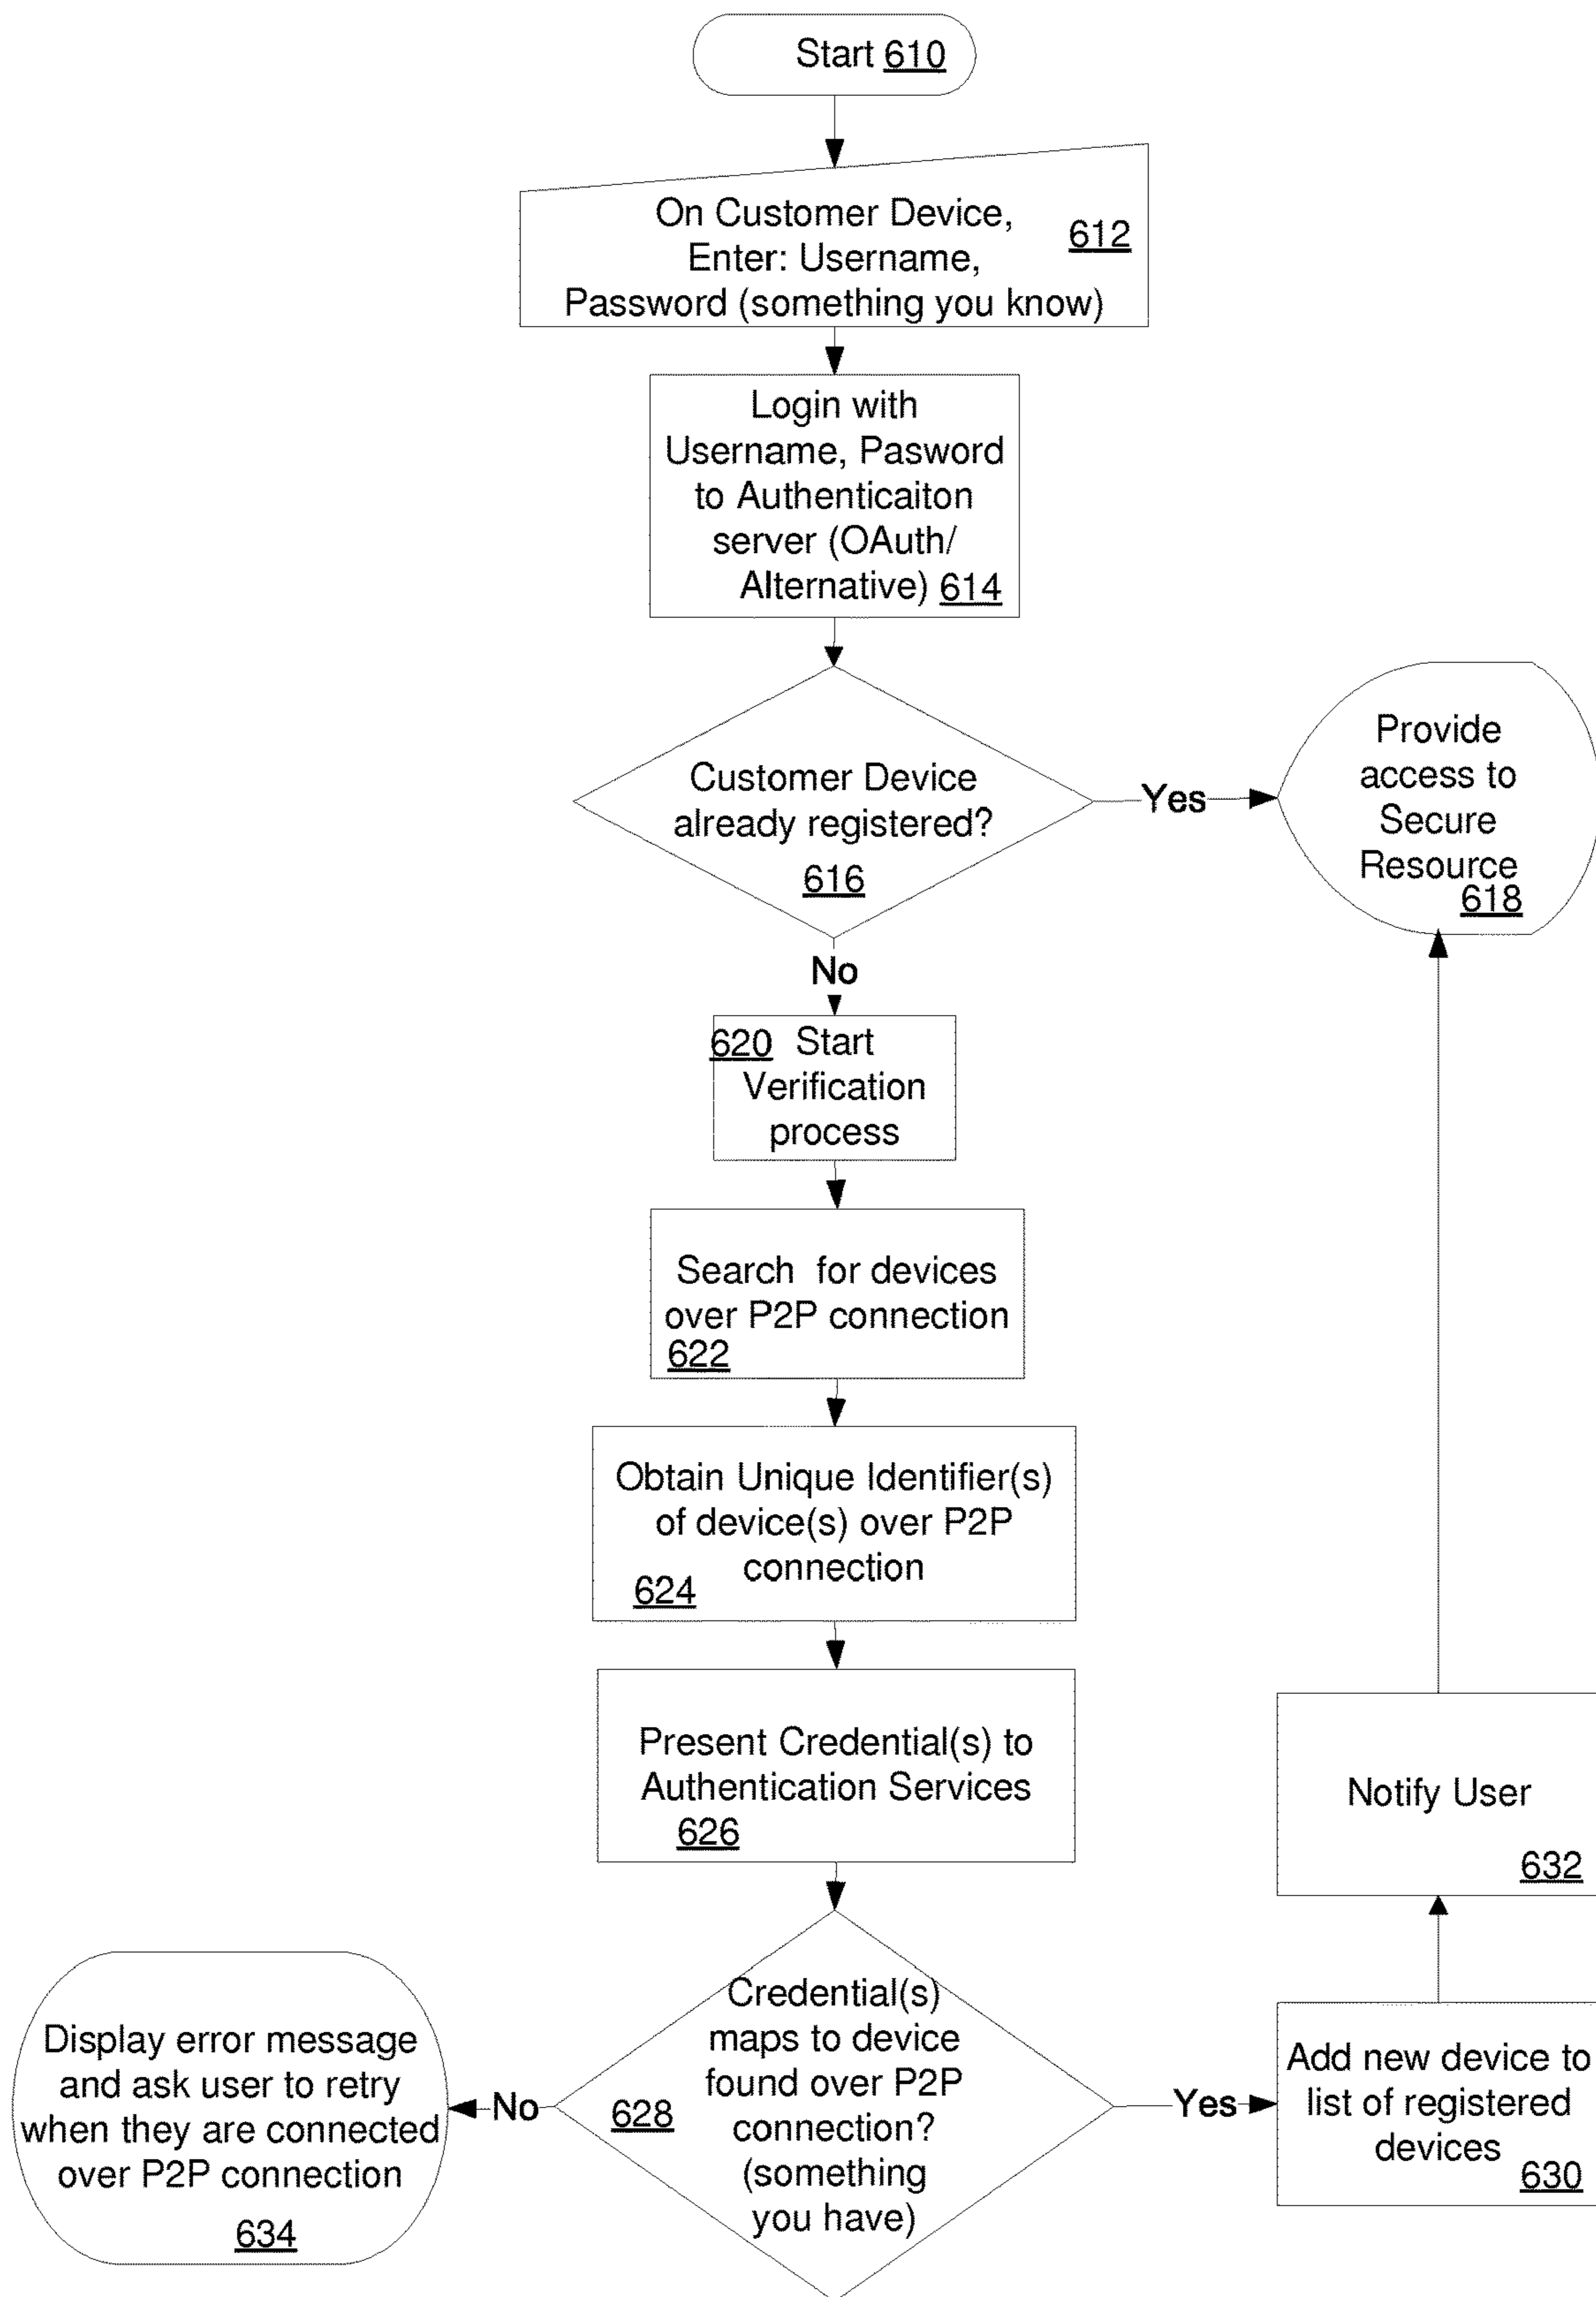 Start 610
On Customer Device,
Enter: Username,
Password (something you know)
612
Login with
Username, Pasword
to Authenticaiton
server (OAuth/
Alternative) 614
Customer Device
already registered?
616
Yes
Provide
access to
Secure
Resource
618
No
620 Start
Verification
process
Search for devices
over P2P connection
622
Obtain Unique Identifier(s)
of device(s) over P2P
connection
624
Present Credential(s) to
Authentication Services
626
Credential(s)
maps to device
found over P2P
connection?
(something
you have)
628
No
Display error message
and ask user to retry
when they are connected
over P2P connection
634
Yes
Add new device to
list of registered
devices
630
Notify User
632